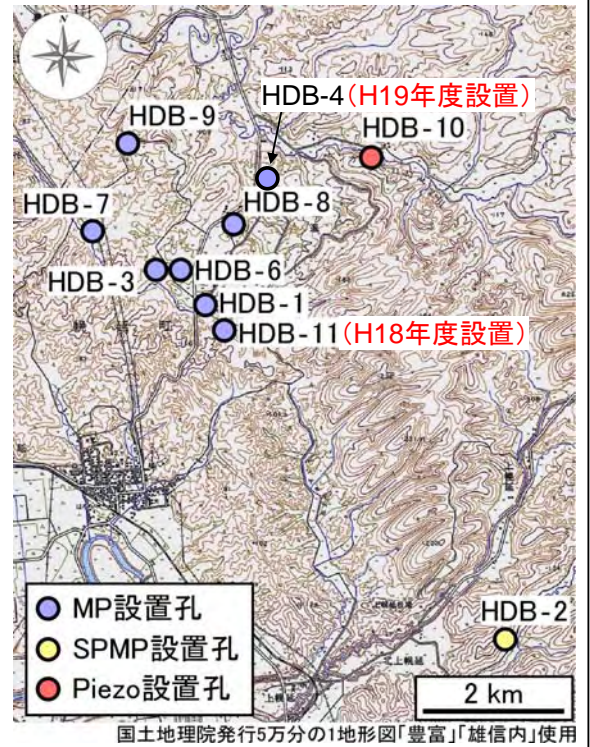 HDB-4(H19年度設置)
HDB-9
HDB-10
HDB-7
HDB-8
HDB-3
HDB-6
HDB-1
HDB-11(H18年度設置)
HDB-2
MP設置孔
SPMP設置孔
Piezo設置孔
2 km
国土地理院発行5万分の1地形図「豊富」「雄信内」使用